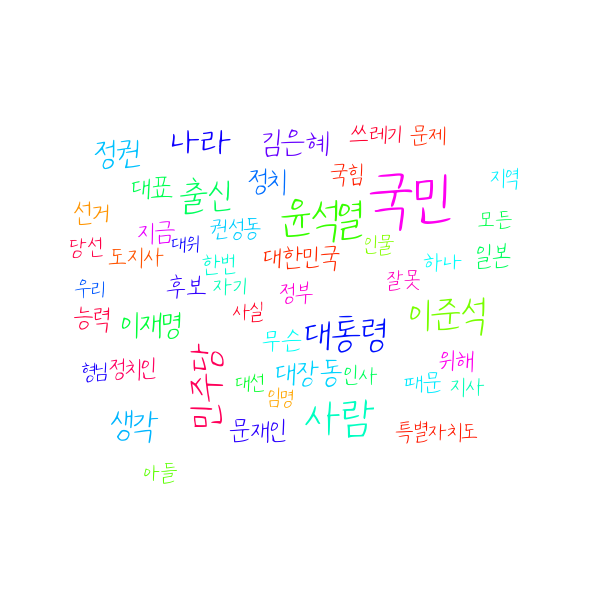 정권 나라 김은혜 쓰레기 문제
대표 출신 정치 국힘 국민 지역
선거 지금 권성동 윤석열 모든
당선 도지사 대위 한번 대한민국 인물 하나 일본
우리 후보 자기 정부 잘못
능력 이재명 사실 무슨 대통령 이준석
형님 정치인 민주당 대선 대장동 인사 위해
임명 때문 지사
생각 문재인 사람 특별자치도
아들